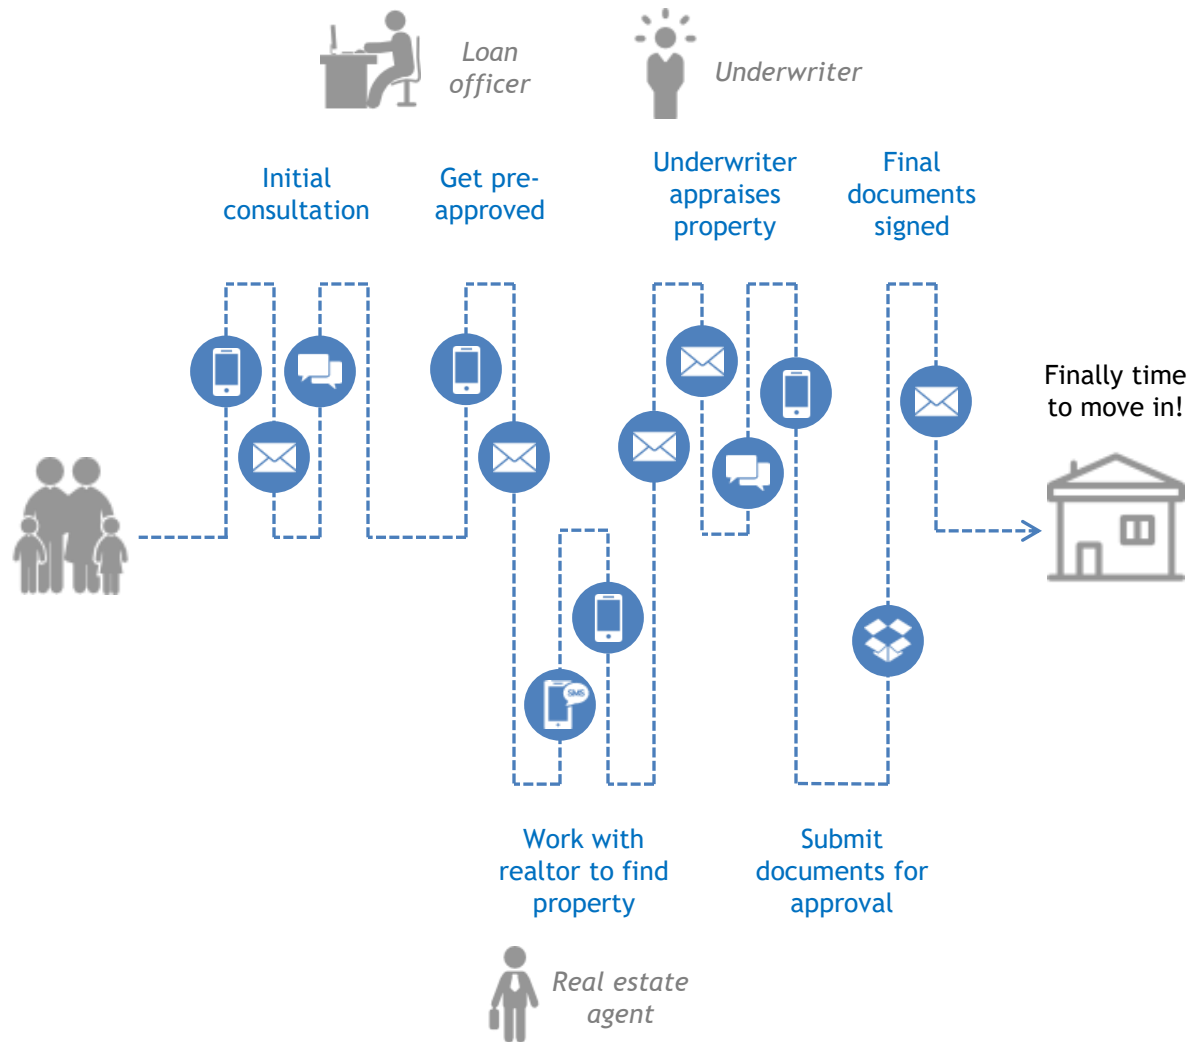 Loan
officer
Underwriter
Initial
consultation
Get pre-
approved
Underwriter
appraises
property
Final
documents
signed
Finally time
to move in!
SMS
Work with
realtor to find
property
Submit
documents for
approval
Real estate
agent